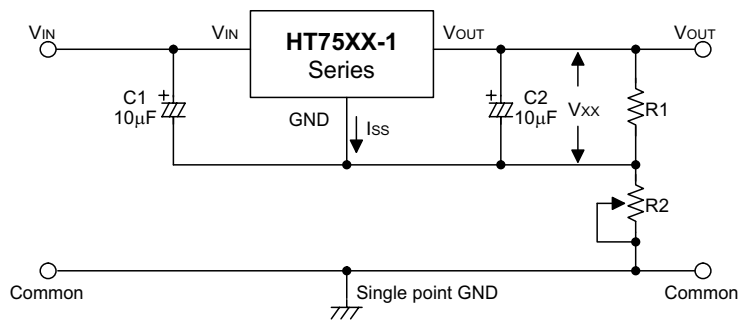 VIN
VIN
HT75XX-1
Series
VOUT
VOUT
C1
10μF
GND
ISS
C2
10μF
VXX
R1
R2
Common
Single point GND
Common